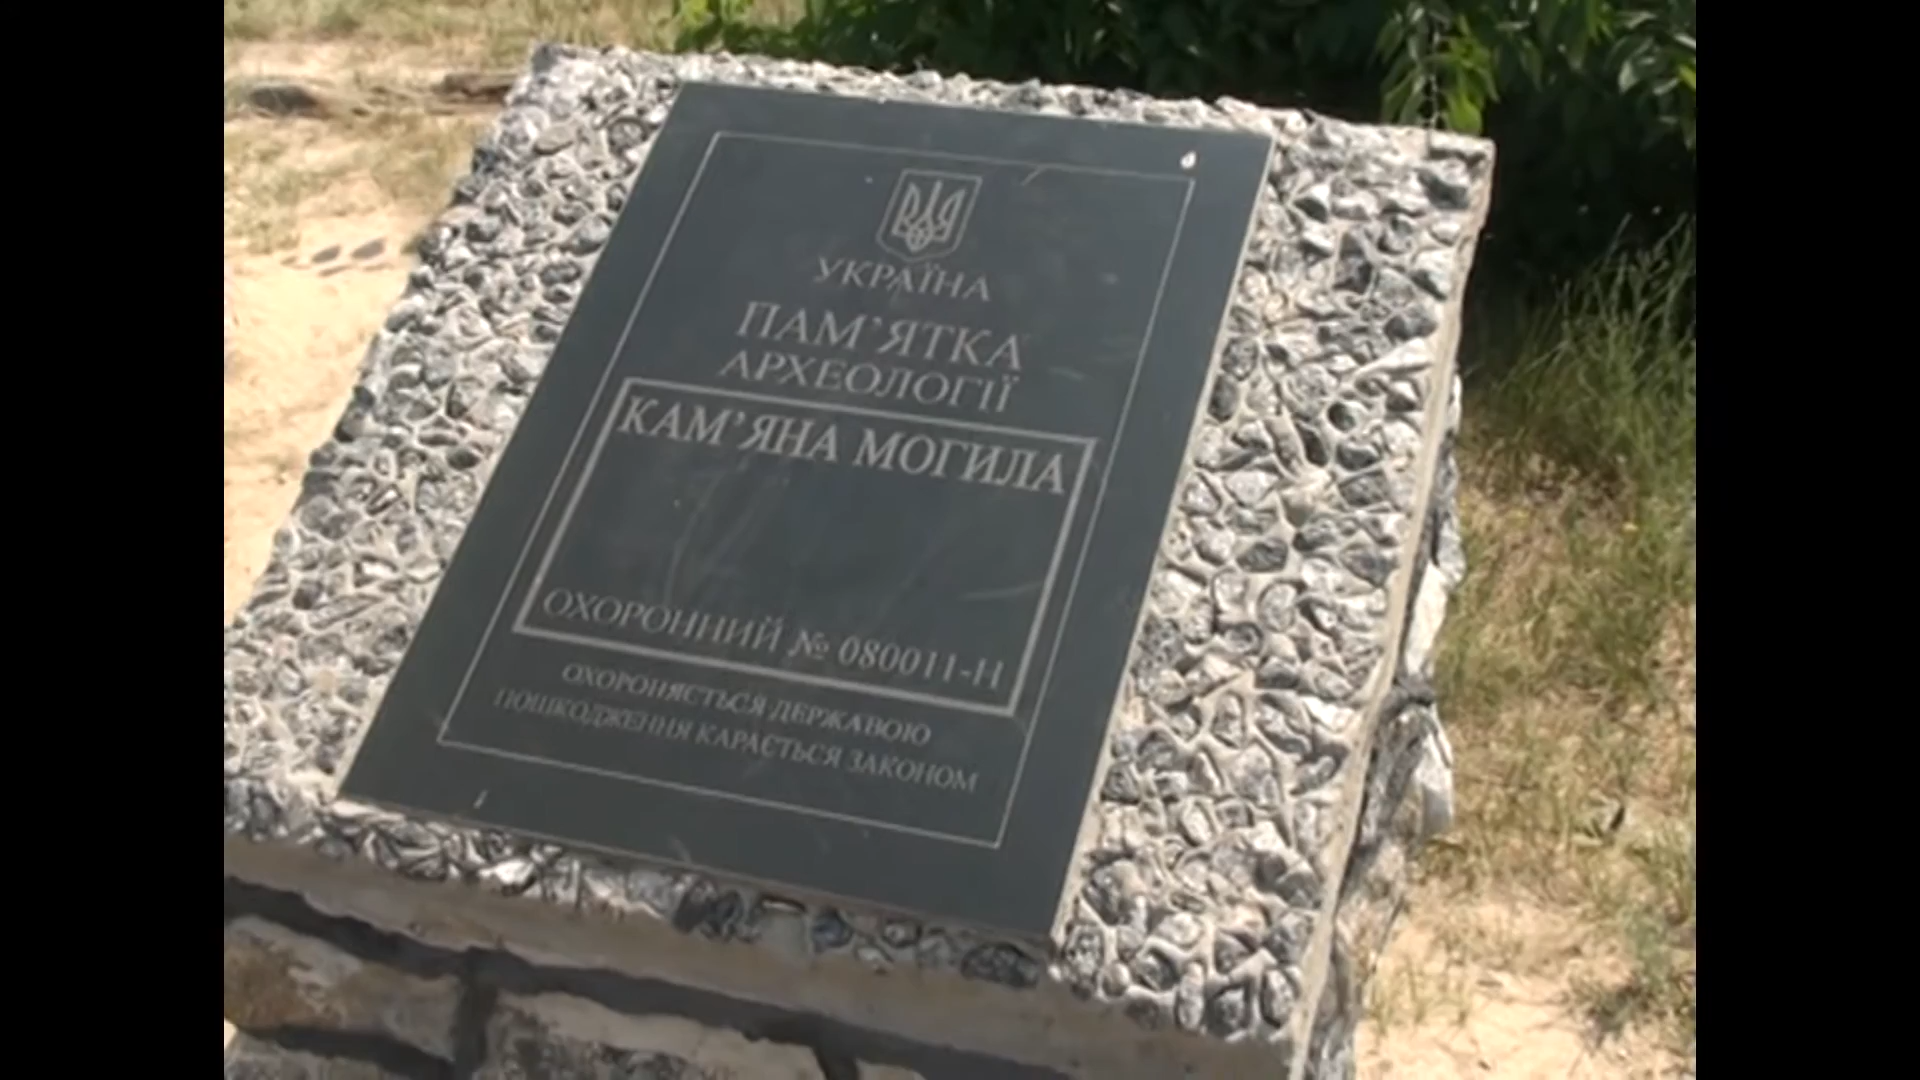 УКРАЇНА
ПАМ’ЯТКА
АРХЕОЛОГІЇ
КАМ’ЯНА МОГИЛА
ОХОРОННИЙ № 080011-Н
ОХОРОНЯЄТЬСЯ ДЕРЖАВОЮ
ПОШКОДЖЕННЯ КАРАЄТЬСЯ ЗАКОНОМ